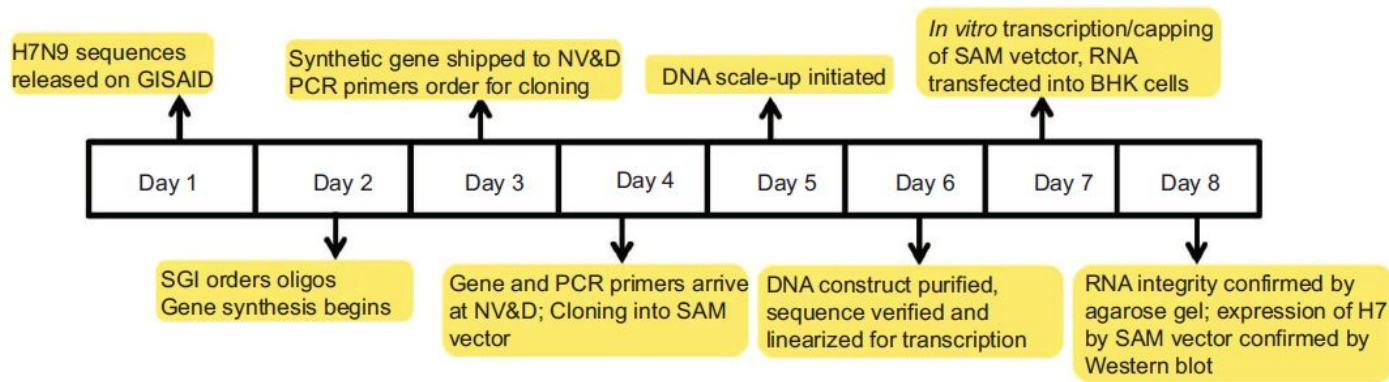 H7N9 sequences
released on GISAID
Synthetic gene shipped to NV&D
PCR primers order for cloning
DNA scale-up initiated
In vitro transcription/capping
of SAM vetctor, RNA
transfected into BHK cells
Day 1
Day 2
Day 3
Day 4
Day 5
Day 6
Day 7
Day 8
SGI orders oligos
Gene synthesis begins
Gene and PCR primers arrive
at NV&D; Cloning into SAM
vector
DNA construct purified,
sequence verified and
linearized for transcription
RNA integrity confirmed by
agarose gel; expression of H7
by SAM vector confirmed by
Western blot